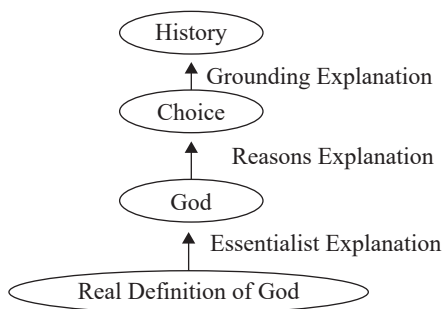 History
Grounding Explanation
Choice
Reasons Explanation
God
Essentialist Explanation
Real Definition of God